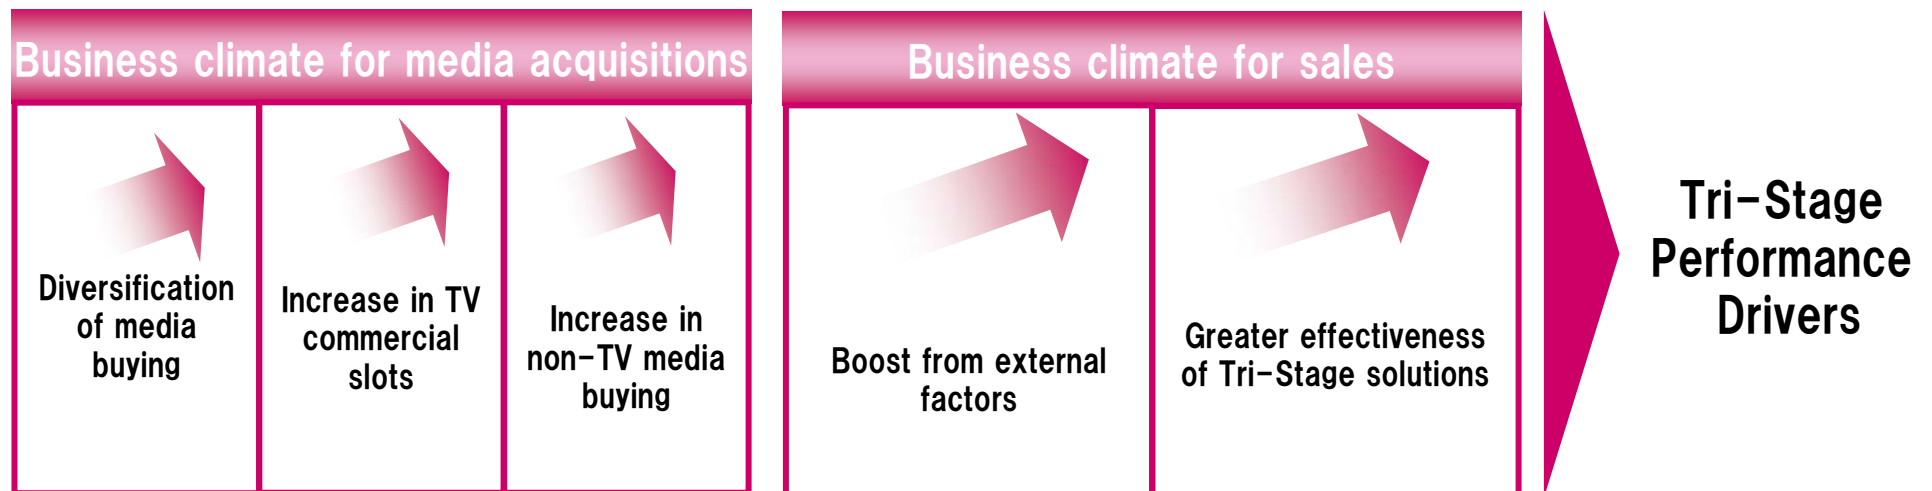 Business climate for media acquisitions
Diversification
of media
buying
Increase in TV
commercial
slots
Increase in
non-TV media
buying
Business climate for sales
Boost from external
factors
Greater effectiveness
of Tri-Stage solutions
Tri-Stage
Performance
Drivers